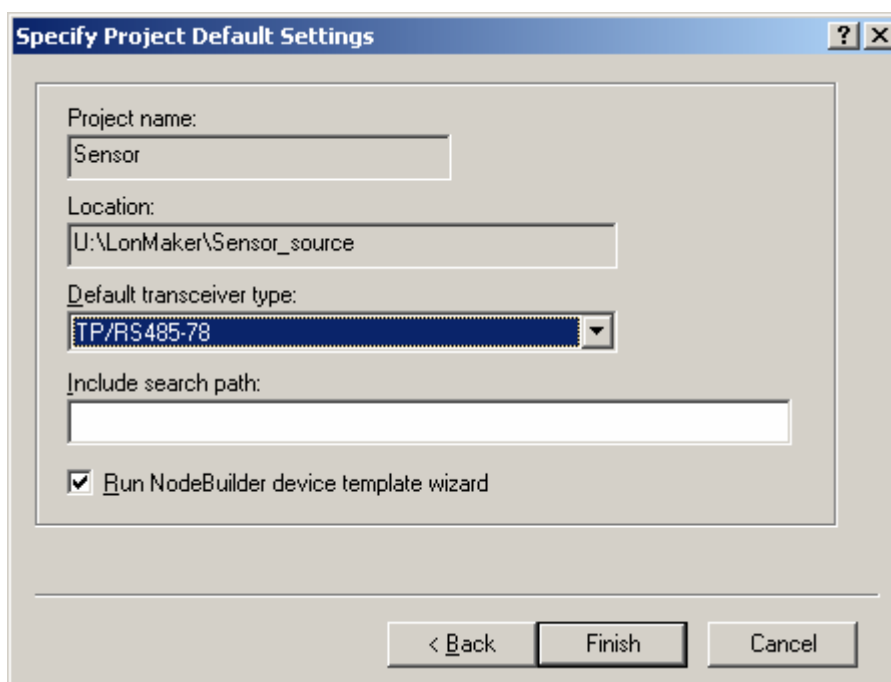 Specify Project Default Settings
Project name:
Sensor
Location:
U:\LonMaker\Sensor_source
Default transceiver type:
TP/RS485-78
Include search path:
Run NodeBuilder device template wizard
< Back Finish Cancel